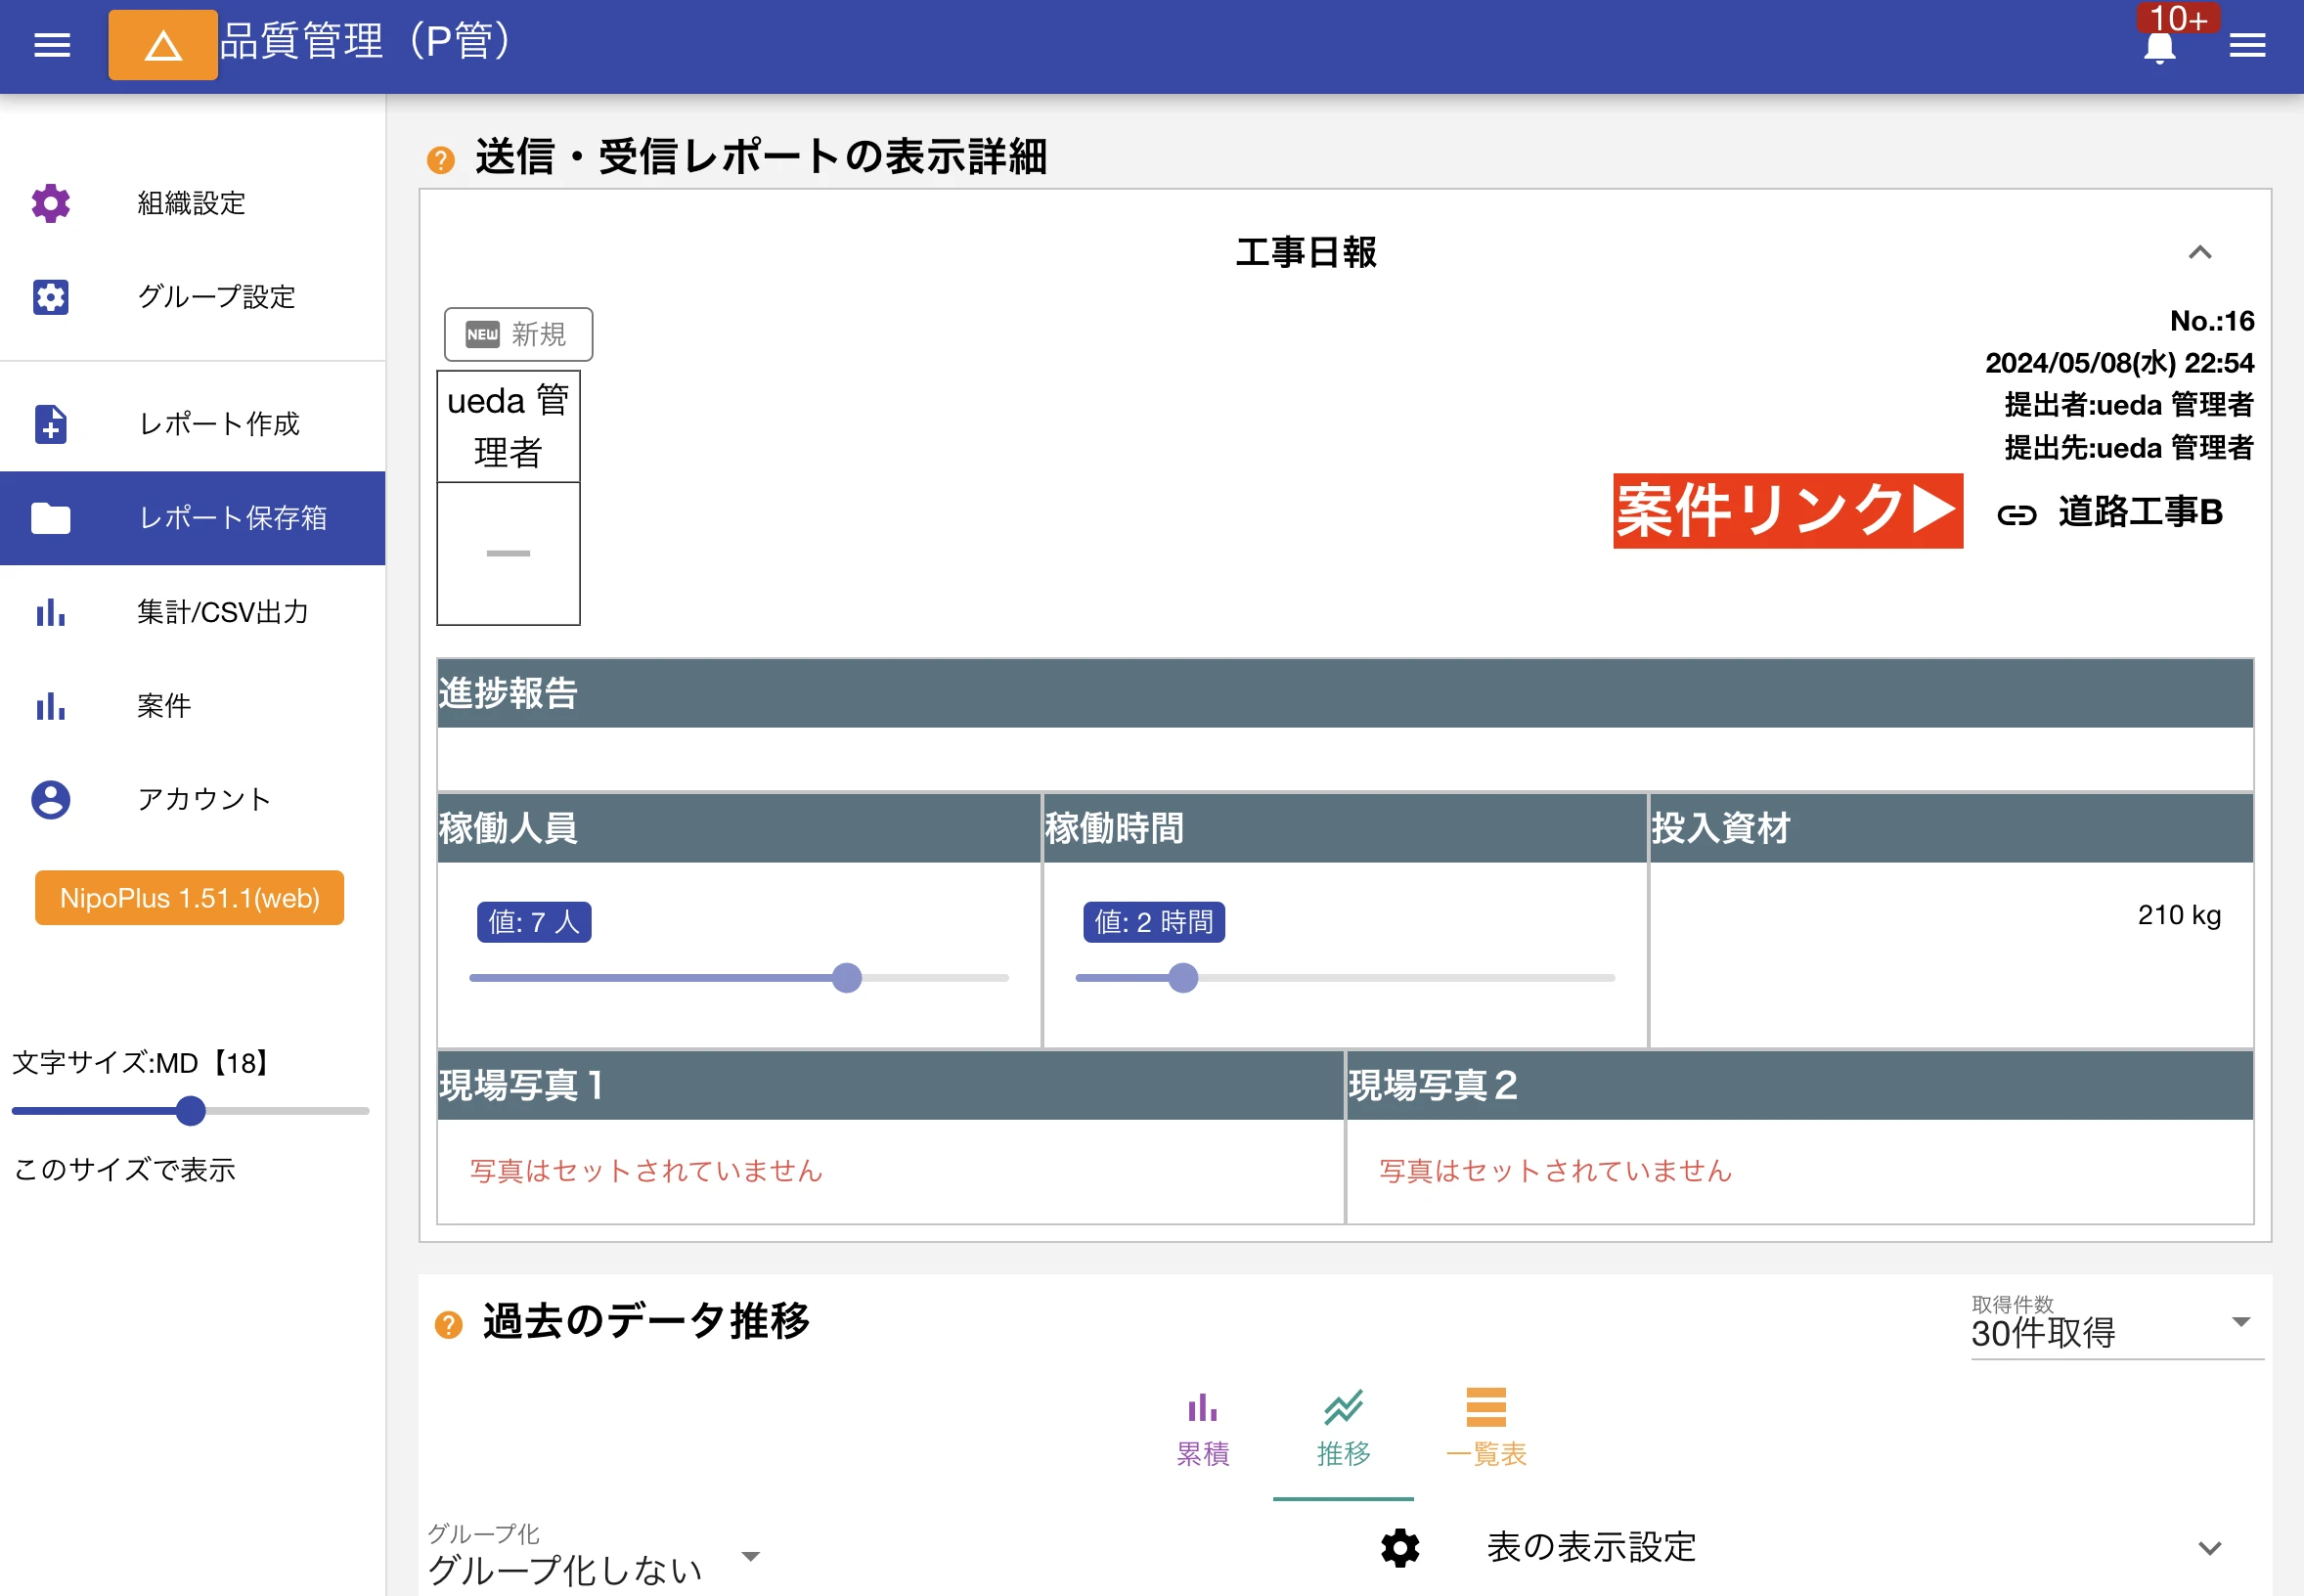 品質管理（P管）
10+
組織設定
グループ設定
レポート作成
レポート保存箱
集計/CSV出力
案件
アカウント
NipoPlus 1.51.1(web)
文字サイズ:MD【18】
このサイズで表示
送信・受信レポートの表示詳細
工事日報
NEW 新規
No.:16
2024/05/08(水) 22:54
提出者:ueda 管理者
提出先:ueda 管理者
ueda 管
理者
案件リンク▶ 道路工事B
進捗報告
稼働人員
稼働時間
投入資材
値: 7 人
値: 2 時間
210 kg
現場写真１
現場写真２
写真はセットされていません
写真はセットされていません
過去のデータ推移
取得件数
30件取得
累積
推移
一覧表
グループ化
グループ化しない
表の表示設定